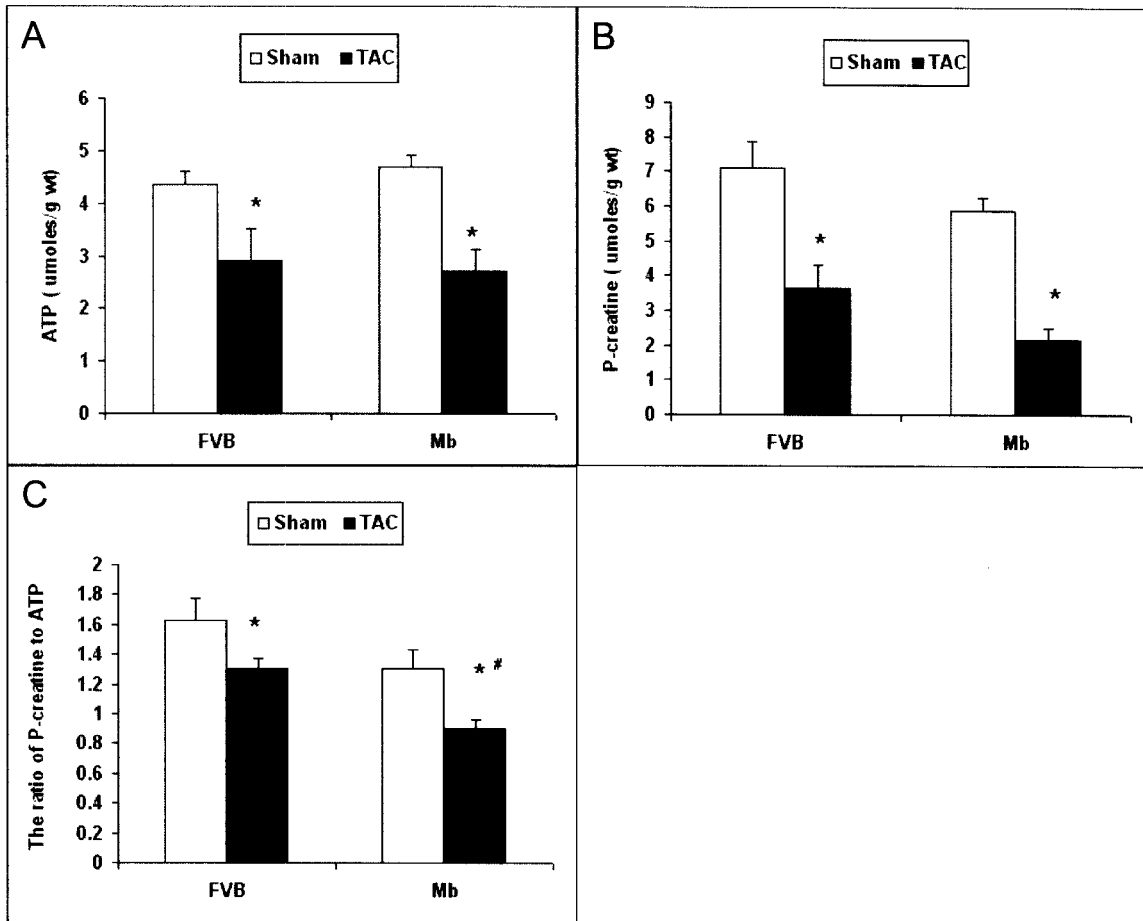 A
Sham TAC
ATP ( umoles/g wt)
6
5
4
3
2
1
0
*
*
FVB Mb
B
Sham TAC
P-creatine ( umoles/g wt)
9
8
7
6
5
4
3
2
1
0
*
*
FVB Mb
C
Sham TAC
The ratio of P-creatine to ATP
2
1.8
1.6
1.4
1.2
1
0.8
0.6
0.4
0.2
0
*
* #
FVB Mb